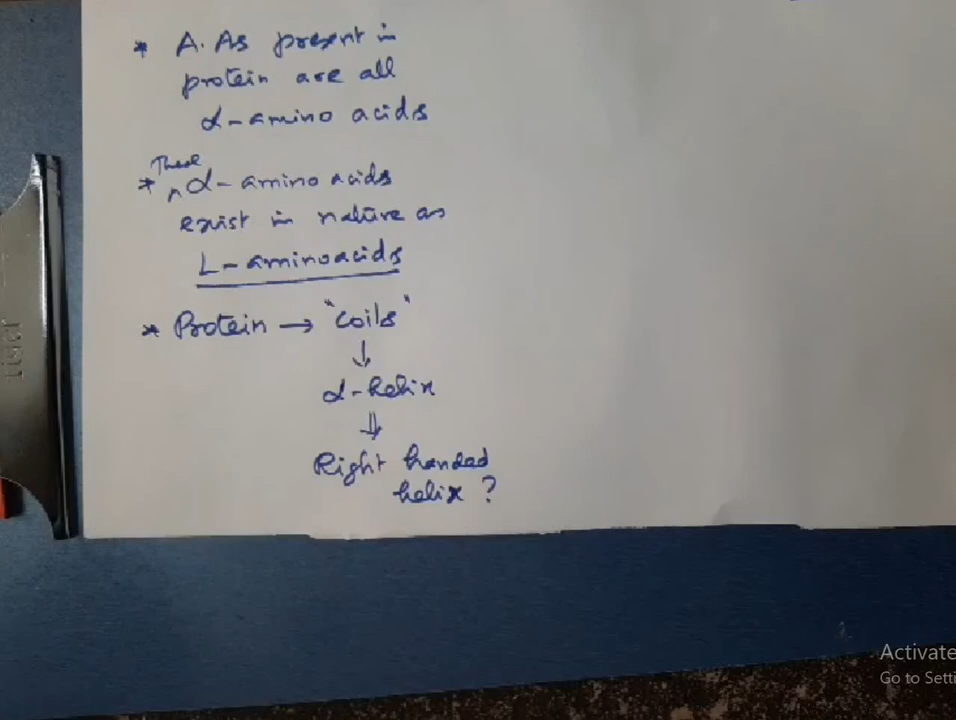 * A. As present in
protein are all
α-amino acids
These
* ^ α-amino acids
exist in nature as
L-aminoacids
* Protein → "coils"
↓
α-helix
⇓
Right handed
helix ?
Activate
Go to Setti